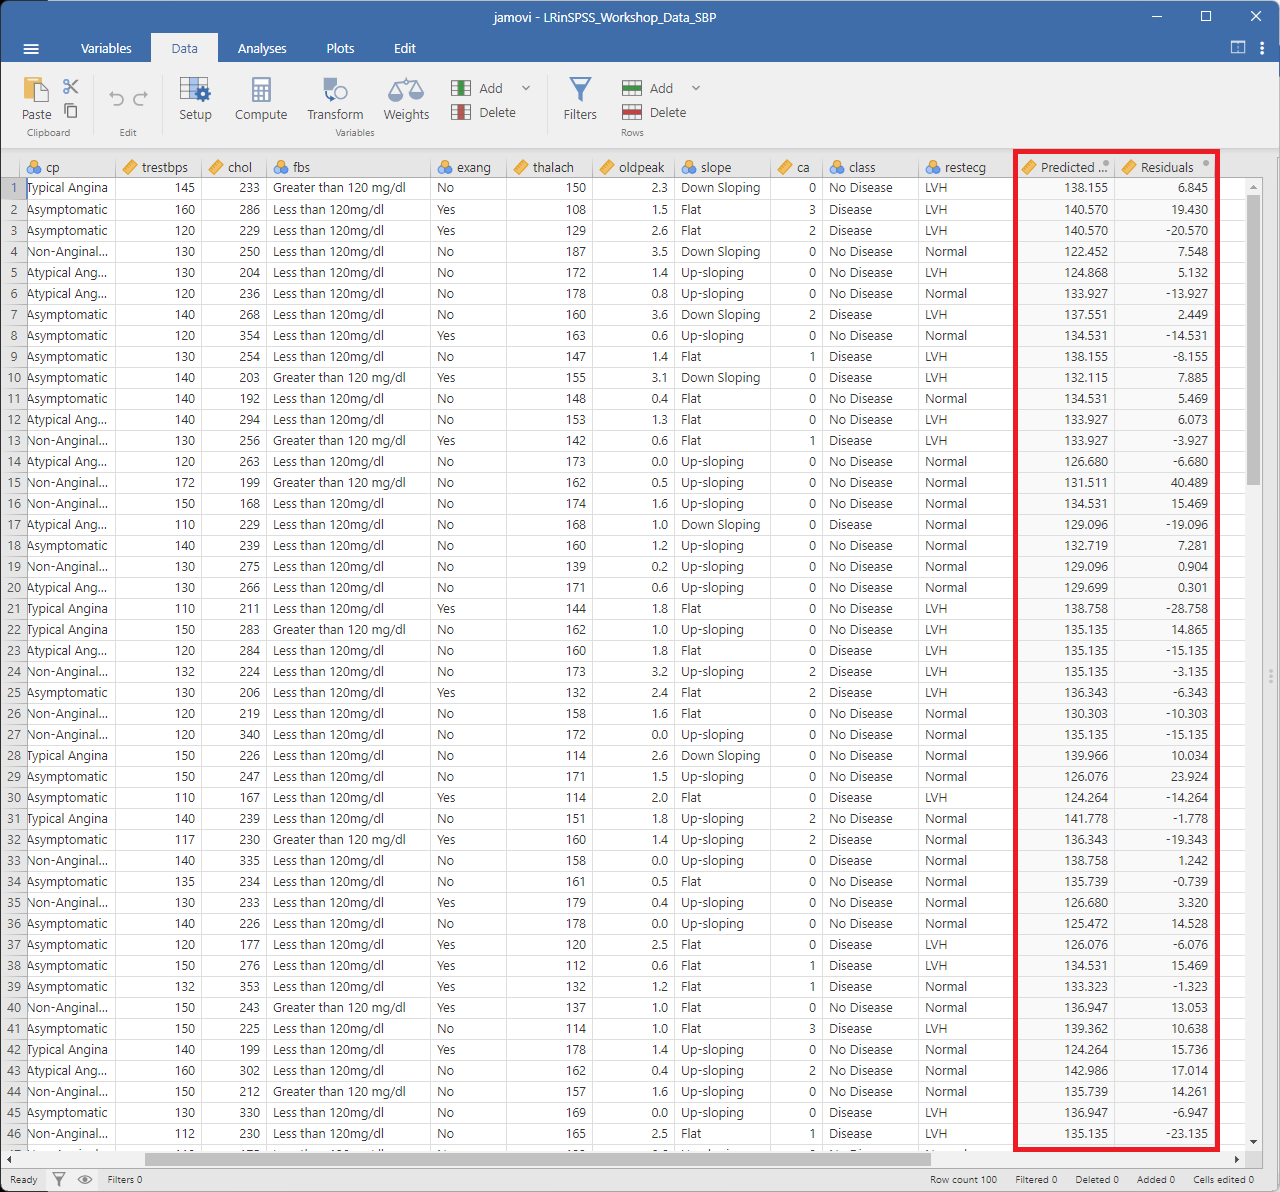 jamovi - LRinSPSS_Workshop_Data_SBP
Variables Data Analyses Plots Edit
Paste Setup Compute Transform Weights Add Delete Filters Add Delete
Clipboard Edit Variables Rows
cp trestbps chol fbs exang thalach oldpeak slope ca class restecg Predicted ... Residuals
1 Typical Angina 145 233 Greater than 120 mg/dl No 150 2.3 Down Sloping 0 No Disease LVH 138.155 6.845
2 Asymptomatic 160 286 Less than 120mg/dl Yes 108 1.5 Flat 3 Disease LVH 140.570 19.430
3 Asymptomatic 120 229 Less than 120mg/dl Yes 129 2.6 Flat 2 Disease LVH 140.570 -20.570
4 Non-Anginal... 130 250 Less than 120mg/dl No 187 3.5 Down Sloping 0 No Disease Normal 122.452 7.548
5 Atypical Ang... 130 204 Less than 120mg/dl No 172 1.4 Up-sloping 0 No Disease LVH 124.868 5.132
6 Atypical Ang... 120 236 Less than 120mg/dl No 178 0.8 Up-sloping 0 No Disease Normal 133.927 -13.927
7 Asymptomatic 140 268 Less than 120mg/dl No 160 3.6 Down Sloping 2 Disease LVH 137.551 2.449
8 Asymptomatic 120 354 Less than 120mg/dl Yes 163 0.6 Up-sloping 0 No Disease Normal 134.531 -14.531
9 Asymptomatic 130 254 Less than 120mg/dl No 147 1.4 Flat 1 Disease LVH 138.155 -8.155
10 Asymptomatic 140 203 Greater than 120 mg/dl Yes 155 3.1 Down Sloping 0 Disease LVH 132.115 7.885
11 Asymptomatic 140 192 Less than 120mg/dl No 148 0.4 Flat 0 No Disease Normal 134.531 5.469
12 Atypical Ang... 140 294 Less than 120mg/dl No 153 1.3 Flat 0 No Disease LVH 133.927 6.073
13 Non-Anginal... 130 256 Greater than 120 mg/dl Yes 142 0.6 Flat 1 Disease LVH 133.927 -3.927
14 Atypical Ang... 120 263 Less than 120mg/dl No 173 0.0 Up-sloping 0 No Disease Normal 126.680 -6.680
15 Non-Anginal... 172 199 Greater than 120 mg/dl No 162 0.5 Up-sloping 0 No Disease Normal 131.511 40.489
16 Non-Anginal... 150 168 Less than 120mg/dl No 174 1.6 Up-sloping 0 No Disease Normal 134.531 15.469
17 Atypical Ang... 110 229 Less than 120mg/dl No 168 1.0 Down Sloping 0 Disease Normal 129.096 -19.096
18 Asymptomatic 140 239 Less than 120mg/dl No 160 1.2 Up-sloping 0 No Disease Normal 132.719 7.281
19 Non-Anginal... 130 275 Less than 120mg/dl No 139 0.2 Up-sloping 0 No Disease Normal 129.096 0.904
20 Atypical Ang... 130 266 Less than 120mg/dl No 171 0.6 Up-sloping 0 No Disease Normal 129.699 0.301
21 Typical Angina 110 211 Less than 120mg/dl Yes 144 1.8 Flat 0 No Disease LVH 138.758 -28.758
22 Typical Angina 150 283 Greater than 120 mg/dl No 162 1.0 Up-sloping 0 No Disease LVH 135.135 14.865
23 Atypical Ang... 120 284 Less than 120mg/dl No 160 1.8 Flat 0 Disease LVH 135.135 -15.135
24 Non-Anginal... 132 224 Less than 120mg/dl No 173 3.2 Up-sloping 2 Disease LVH 135.135 -3.135
25 Asymptomatic 130 206 Less than 120mg/dl Yes 132 2.4 Flat 2 Disease LVH 136.343 -6.343
26 Non-Anginal... 120 219 Less than 120mg/dl No 158 1.6 Flat 0 No Disease Normal 130.303 -10.303
27 Non-Anginal... 120 340 Less than 120mg/dl No 172 0.0 Up-sloping 0 No Disease Normal 135.135 -15.135
28 Typical Angina 150 226 Less than 120mg/dl No 114 2.6 Down Sloping 0 No Disease Normal 139.966 10.034
29 Asymptomatic 150 247 Less than 120mg/dl No 171 1.5 Up-sloping 0 No Disease Normal 126.076 23.924
30 Asymptomatic 110 167 Less than 120mg/dl Yes 114 2.0 Flat 0 Disease LVH 124.264 -14.264
31 Typical Angina 140 239 Less than 120mg/dl No 151 1.8 Up-sloping 2 No Disease Normal 141.778 -1.778
32 Asymptomatic 117 230 Greater than 120 mg/dl Yes 160 1.4 Up-sloping 2 Disease Normal 136.343 -19.343
33 Non-Anginal... 140 335 Less than 120mg/dl No 158 0.0 Up-sloping 0 Disease Normal 138.758 1.242
34 Asymptomatic 135 234 Less than 120mg/dl No 161 0.5 Flat 0 No Disease Normal 135.739 -0.739
35 Non-Anginal... 130 233 Less than 120mg/dl Yes 179 0.4 Up-sloping 0 No Disease Normal 126.680 3.320
36 Asymptomatic 140 226 Less than 120mg/dl No 178 0.0 Up-sloping 0 No Disease Normal 125.472 14.528
37 Asymptomatic 120 177 Less than 120mg/dl Yes 120 2.5 Flat 0 Disease LVH 126.076 -6.076
38 Asymptomatic 150 276 Less than 120mg/dl Yes 112 0.6 Flat 1 Disease LVH 134.531 15.469
39 Asymptomatic 132 353 Less than 120mg/dl Yes 132 1.2 Flat 1 Disease Normal 133.323 -1.323
40 Non-Anginal... 150 243 Greater than 120 mg/dl Yes 137 1.0 Flat 0 No Disease Normal 136.947 13.053
41 Asymptomatic 150 225 Less than 120mg/dl No 114 1.0 Flat 3 Disease LVH 139.362 10.638
42 Typical Angina 140 199 Less than 120mg/dl Yes 178 1.4 Up-sloping 0 No Disease Normal 124.264 15.736
43 Atypical Ang... 160 302 Less than 120mg/dl No 162 0.4 Up-sloping 2 No Disease Normal 142.986 17.014
44 Non-Anginal... 150 212 Greater than 120 mg/dl No 157 1.6 Up-sloping 0 No Disease Normal 135.739 14.261
45 Asymptomatic 130 330 Less than 120mg/dl No 169 0.0 Up-sloping 0 Disease LVH 136.947 -6.947
46 Non-Anginal... 112 230 Less than 120mg/dl No 165 2.5 Flat 1 Disease LVH 135.135 -23.135
Ready Filters 0 Row count 100 Filtered 0 Deleted 0 Added 0 Cells edited 0